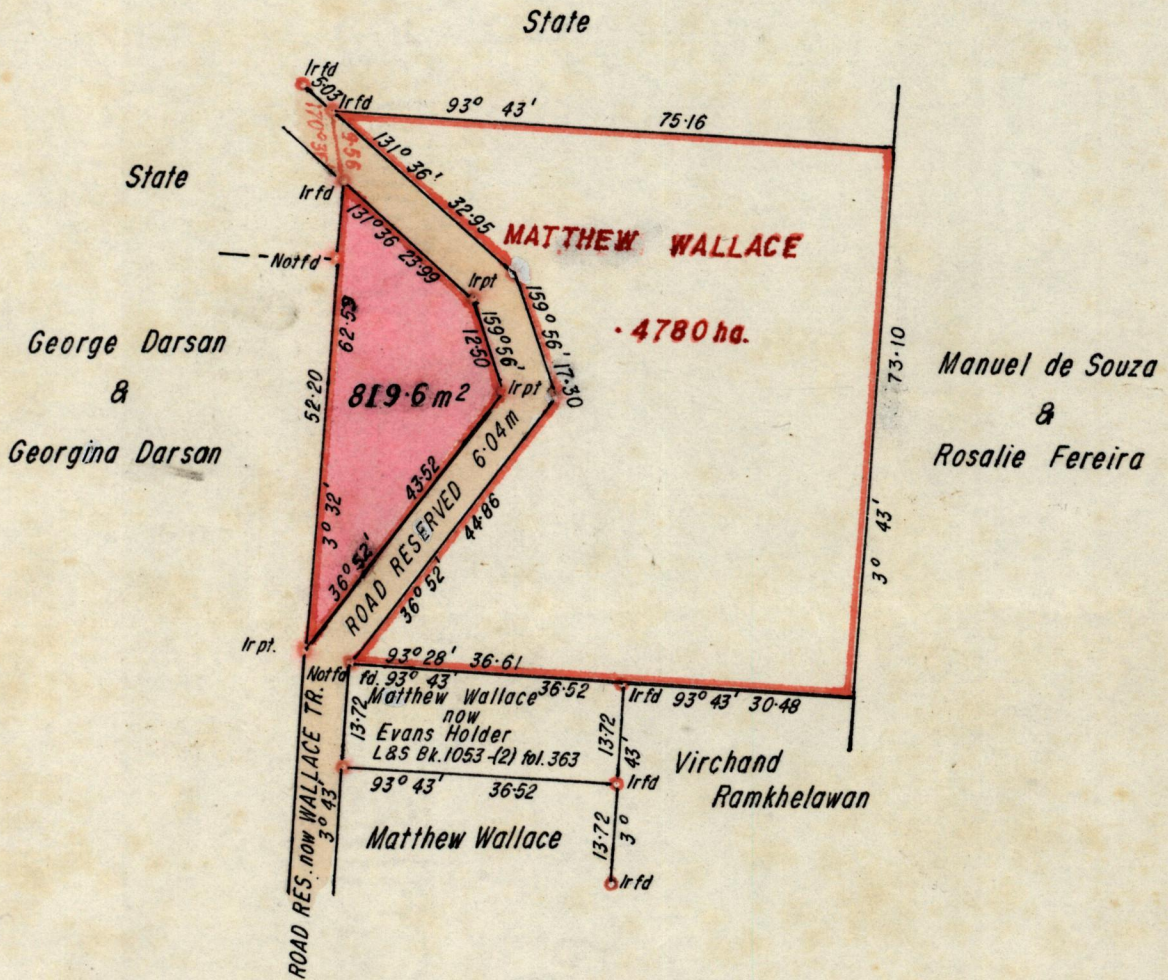 State
Irfd
5·03
Irfd
93° 43'
75·16
9·56
131° 36'
32·95
State
Irfd
131°36 23·99
MATTHEW WALLACE
·4780 ha.
Notfd
Irpt
159° 56'
12·50
159° 56' 17·30
Irpt
62·59
52·20
3° 32'
819·6 m²
George Darsan
&
Georgina Darsan
73·10
3° 43'
Manuel de Souza
&
Rosalie Fereira
43·52
36° 52'
ROAD RESERVED 6·04m
44·86
36° 52'
Irpt.
Notfd
93° 28' 36·61
fd. 93° 43' 36·52
Irfd 93° 43' 30·48
13·72
Matthew Wallace
now
Evans Holder
L&S Bk.1053-(2) fol.363
13·72
43'
Irfd
93° 43' 36·52
Virchand
Ramkhelawan
Matthew Wallace
13·72
3°
Irfd
ROAD RES. now WALLACE TR.
3° 43'